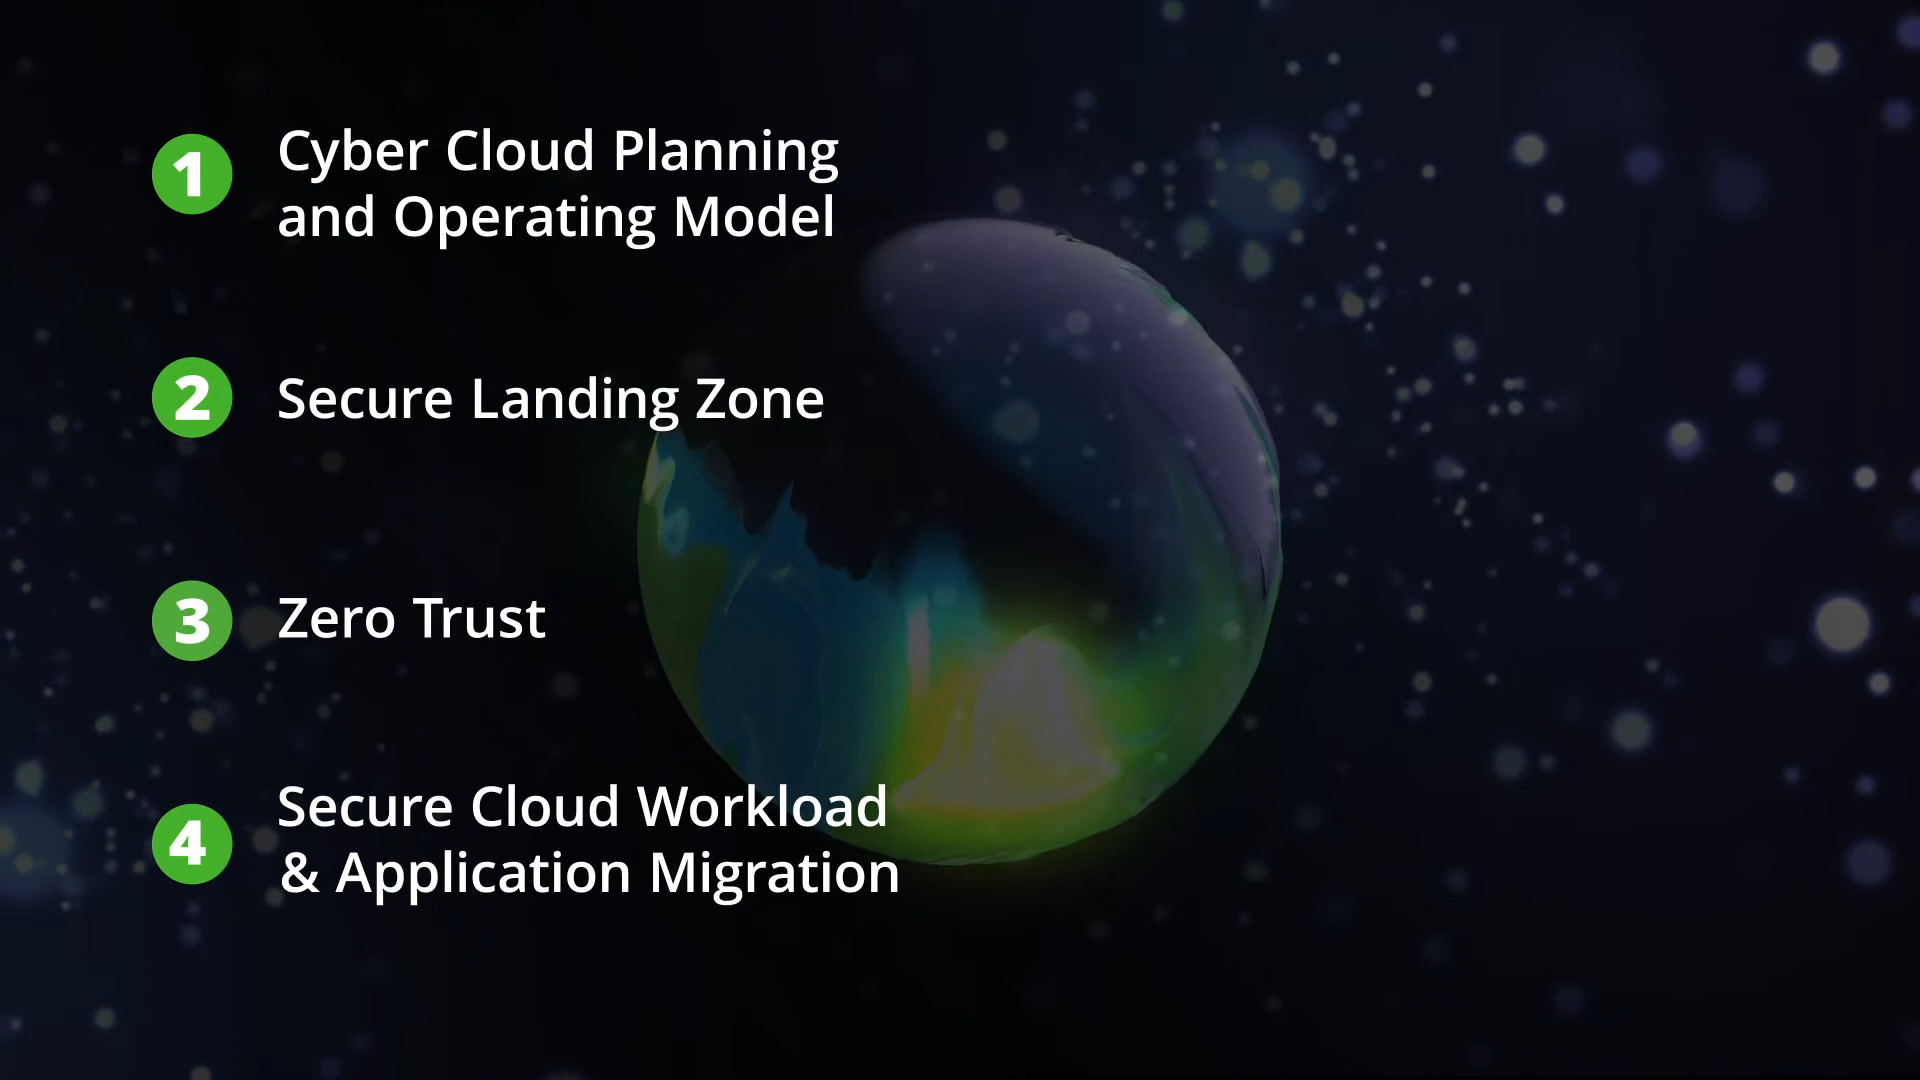 1
Cyber Cloud Planning
and Operating Model
2
Secure Landing Zone
3
Zero Trust
4
Secure Cloud Workload
& Application Migration